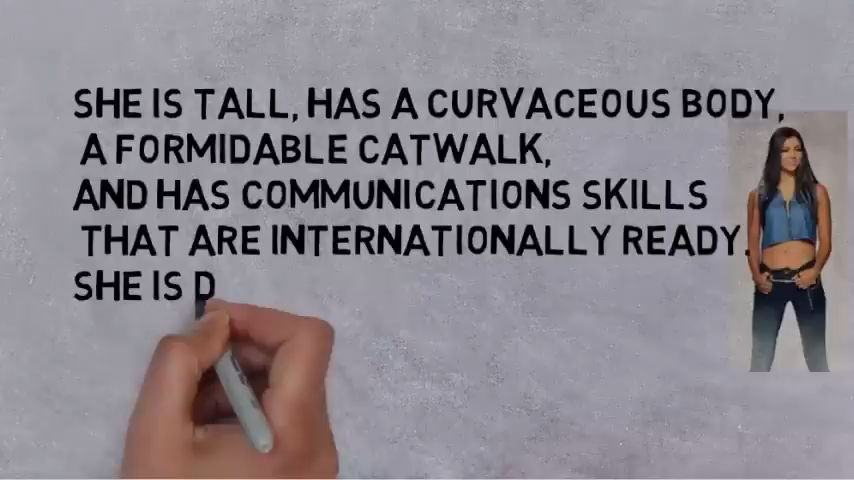 SHE IS TALL, HAS A CURVACEOUS BODY,
A FORMIDABLE CATWALK,
AND HAS COMMUNICATIONS SKILLS
THAT ARE INTERNATIONALLY READY.
SHE IS D